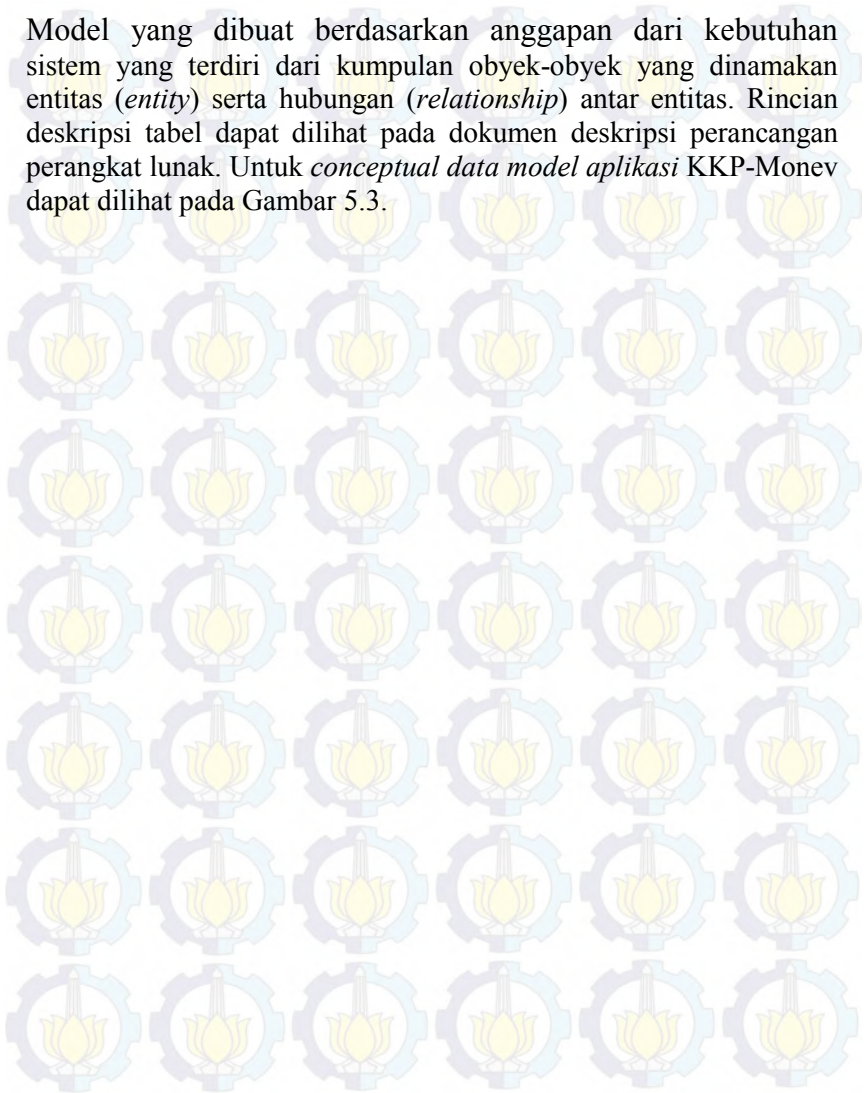 Model yang dibuat berdasarkan anggapan dari kebutuhan
sistem yang terdiri dari kumpulan obyek-obyek yang dinamakan
entitas (entity) serta hubungan (relationship) antar entitas. Rincian
deskripsi tabel dapat dilihat pada dokumen deskripsi perancangan
perangkat lunak. Untuk conceptual data model aplikasi KKP-Monev
dapat dilihat pada Gambar 5.3.